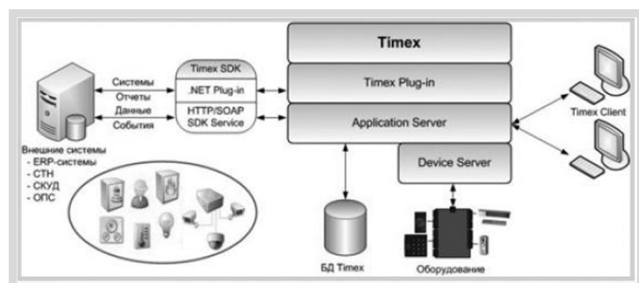 Timex
Timex SDK
.NET Plug-in
HTTP/SOAP
SDK Service
Timex Plug-in
Application Server
Device Server
Системы
Отчеты
Данные
События
Внешние системы
- ERP-системы
- СТН
- СКУД
- ОПС
Timex Client
БД Timex
Оборудование